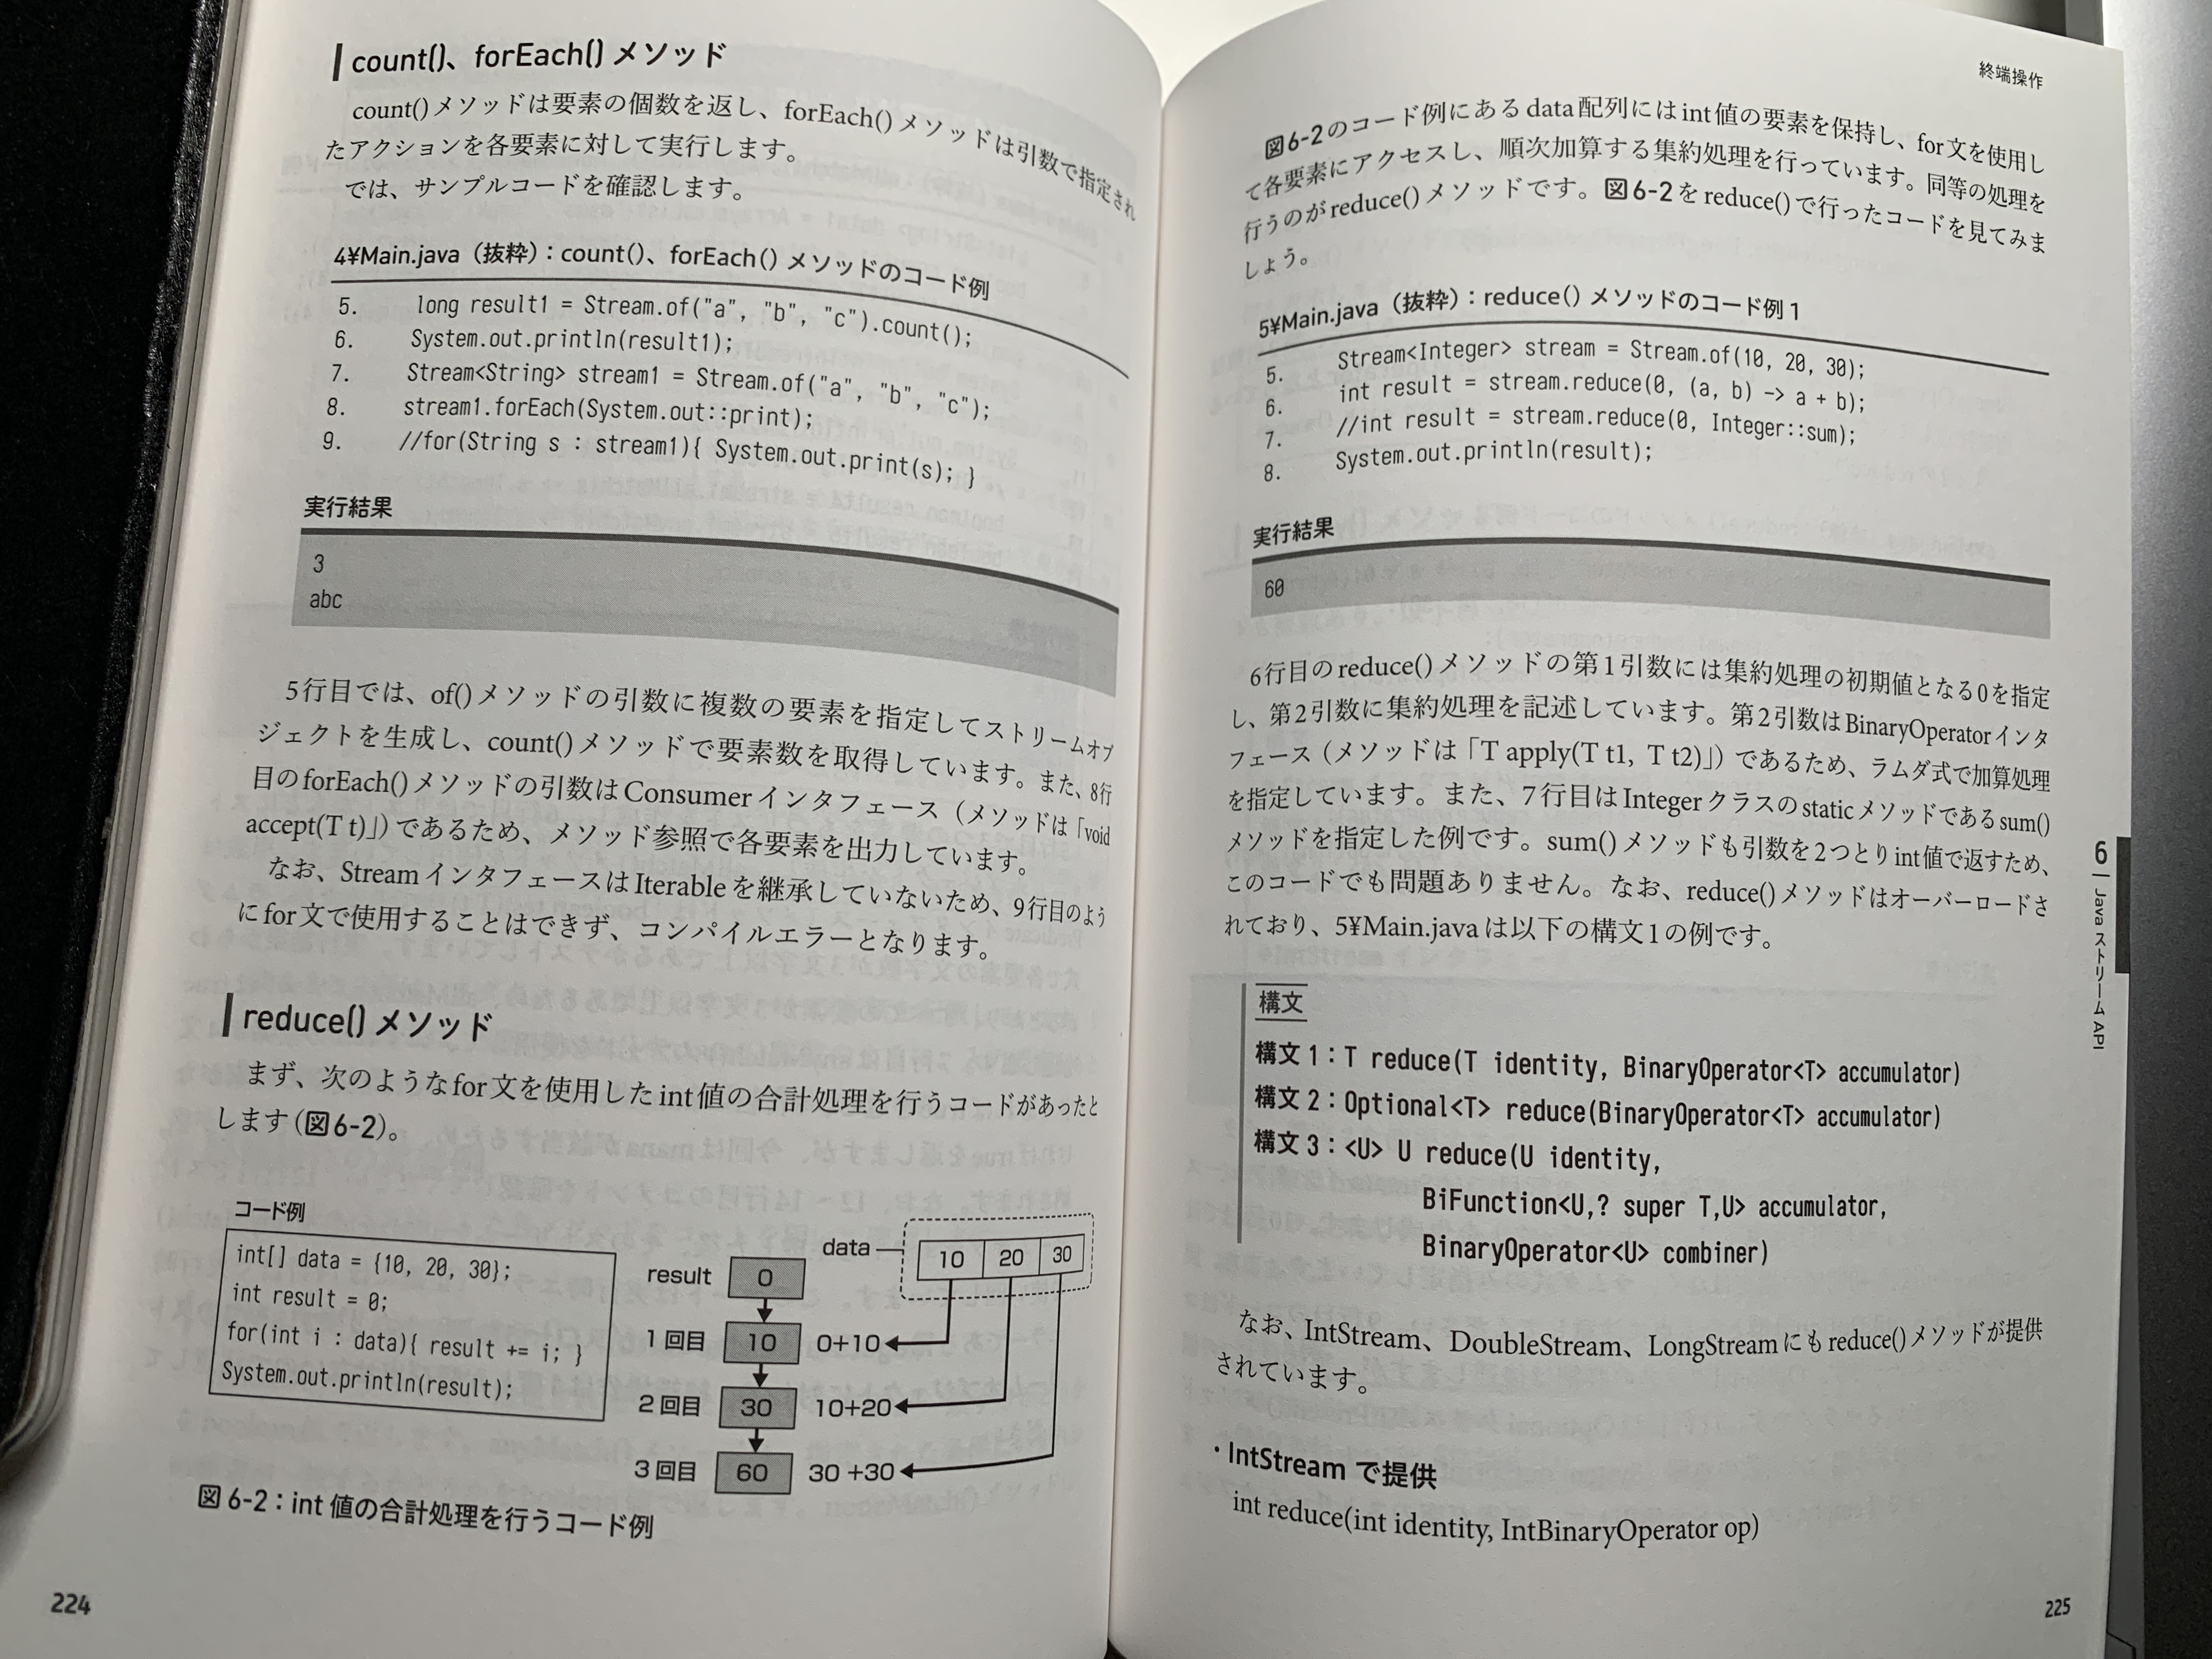 count()、forEach() メソッド
count()メソッドは要素の個数を返し、forEach()メソッドは引数で指定され
たアクションを各要素に対して実行します。
では、サンプルコードを確認します。
4¥Main.java（抜粋）：count()、forEach() メソッドのコード例
5. long result1 = Stream.of("a", "b", "c").count();
6. System.out.println(result1);
7. Stream<String> stream1 = Stream.of("a", "b", "c");
8. stream1.forEach(System.out::print);
9. //for(String s : stream1){ System.out.print(s); }
実行結果
3
abc
5行目では、of()メソッドの引数に複数の要素を指定してストリームオブ
ジェクトを生成し、count()メソッドで要素数を取得しています。また、8行
目のforEach()メソッドの引数はConsumerインタフェース（メソッドは「void
accept(T t)」）であるため、メソッド参照で各要素を出力しています。
なお、StreamインタフェースはIterableを継承していないため、9行目のよう
にfor文で使用することはできず、コンパイルエラーとなります。
reduce() メソッド
まず、次のようなfor文を使用したint値の合計処理を行うコードがあったと
します(図6-2)。
コード例
int[] data = {10, 20, 30};
int result = 0;
for(int i : data){ result += i; }
System.out.println(result);
data 10 20 30
result 0
1回目 10 0+10
2回目 30 10+20
3回目 60 30 +30
図6-2：int値の合計処理を行うコード例
224
終端操作
図6-2のコード例にあるdata配列にはint値の要素を保持し、for文を使用し
て各要素にアクセスし、順次加算する集約処理を行っています。同等の処理を
行うのがreduce()メソッドです。図6-2をreduce()で行ったコードを見てみま
しょう。
5¥Main.java（抜粋）：reduce() メソッドのコード例1
5. Stream<Integer> stream = Stream.of(10, 20, 30);
6. int result = stream.reduce(0, (a, b) -> a + b);
7. //int result = stream.reduce(0, Integer::sum);
8. System.out.println(result);
実行結果
60
6行目のreduce()メソッドの第1引数には集約処理の初期値となる0を指定
し、第2引数に集約処理を記述しています。第2引数はBinaryOperatorインタ
フェース（メソッドは「T apply(T t1, T t2)」）であるため、ラムダ式で加算処理
を指定しています。また、7行目はIntegerクラスのstaticメソッドであるsum()
メソッドを指定した例です。sum()メソッドも引数を2つとりint値で返すため、
このコードでも問題ありません。なお、reduce()メソッドはオーバーロードさ
れており、5¥Main.javaは以下の構文1の例です。
構文
構文1：T reduce(T identity, BinaryOperator<T> accumulator)
構文2：Optional<T> reduce(BinaryOperator<T> accumulator)
構文3：<U> U reduce(U identity,
BiFunction<U,? super T,U> accumulator,
BinaryOperator<U> combiner)
なお、IntStream、DoubleStream、LongStreamにもreduce()メソッドが提供
されています。
・IntStream で提供
int reduce(int identity, IntBinaryOperator op)
6 Java ストリーム API
225